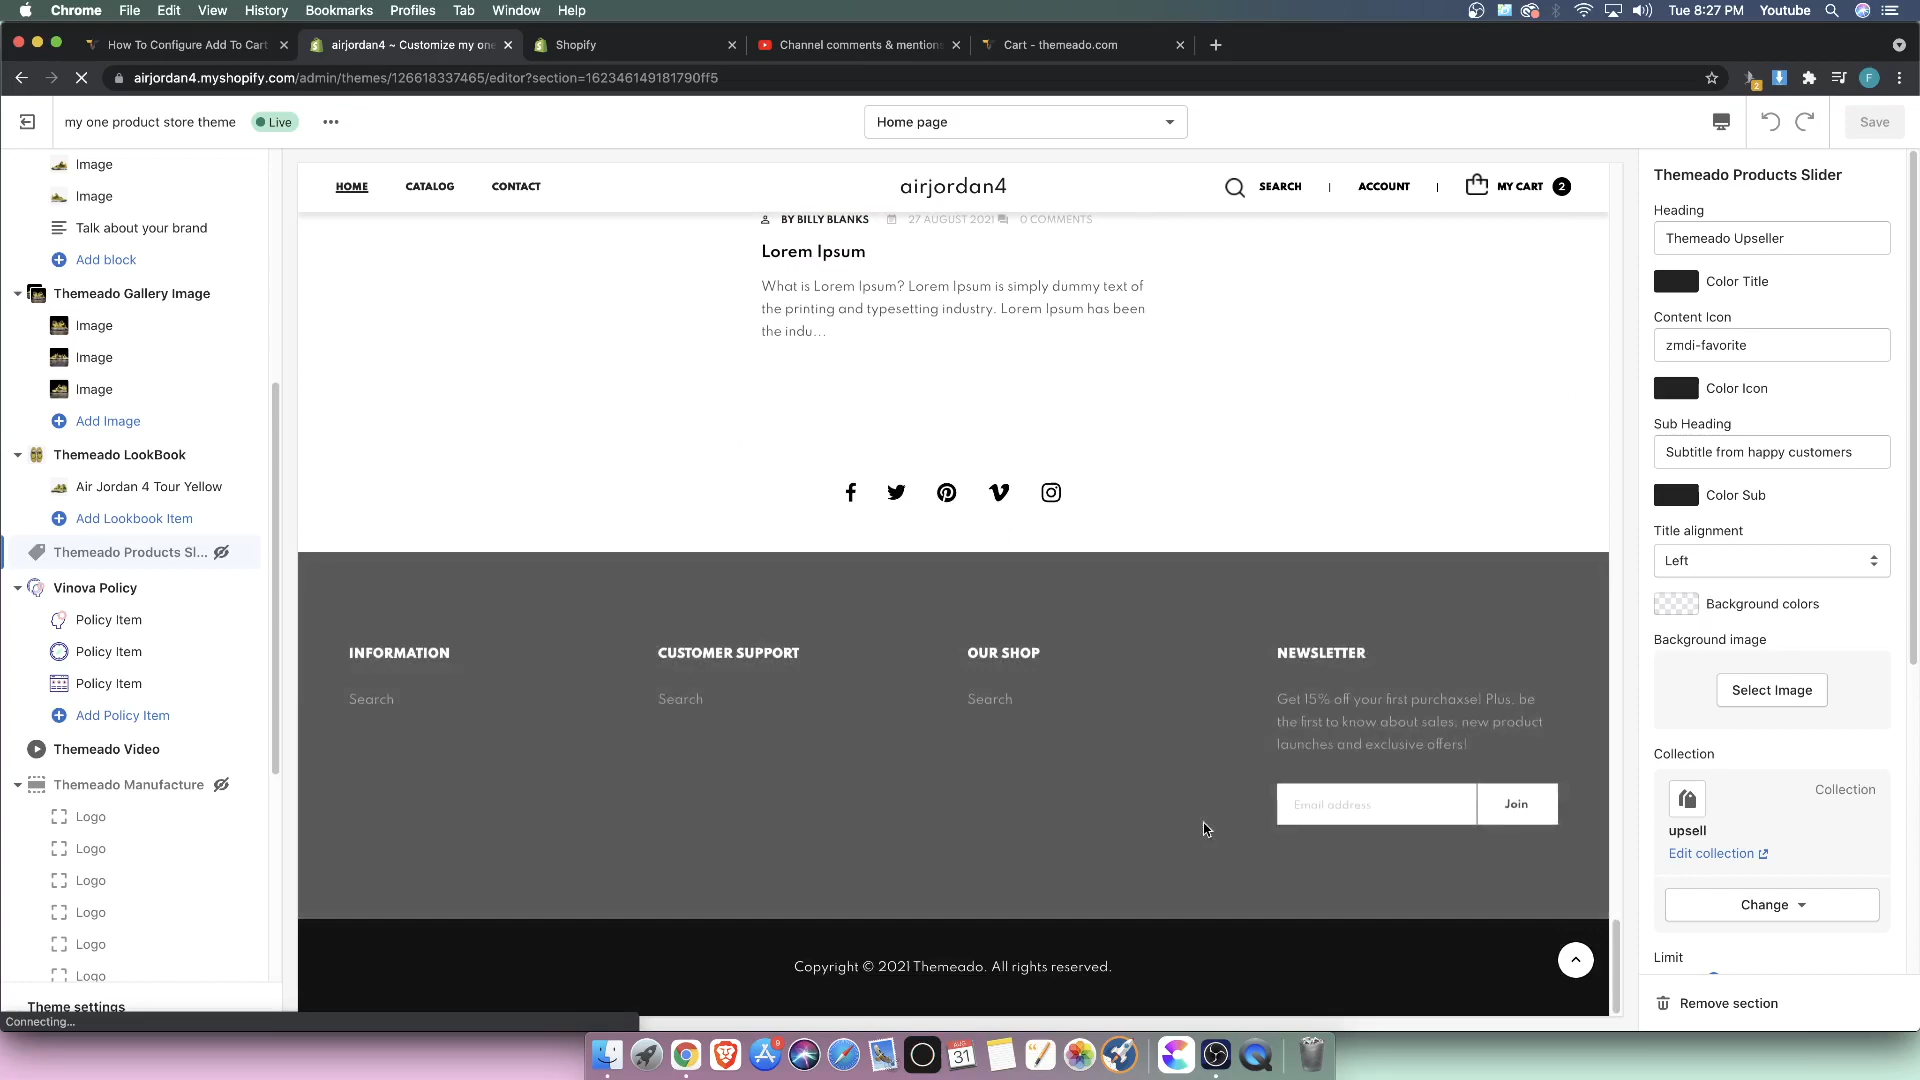 Chrome File Edit View History Bookmarks Profiles Tab Window Help Tue 8:27 PM Youtube
How To Configure Add To Cart
airjordan4 ~ Customize my one
Shopify
Channel comments & mentions
Cart - themeado.com
airjordan4.myshopify.com/admin/themes/126618337465/editor?section=162346149181790ff5
2
F
my one product store theme
Live
Home page
Save
Image
Image
Talk about your brand
Add block
Themeado Gallery Image
Image
Image
Image
Add Image
Themeado LookBook
Air Jordan 4 Tour Yellow
Add Lookbook Item
Themeado Products Sl...
Vinova Policy
Policy Item
Policy Item
Policy Item
Add Policy Item
Themeado Video
Themeado Manufacture
Logo
Logo
Logo
Logo
Logo
Logo
Theme settings
Connecting...
HOME CATALOG CONTACT
airjordan4
SEARCH | ACCOUNT | MY CART 2
BY BILLY BLANKS 27 AUGUST 2021 0 COMMENTS
Lorem Ipsum
What is Lorem Ipsum? Lorem Ipsum is simply dummy text of
the printing and typesetting industry. Lorem Ipsum has been
the indu...
INFORMATION
Search
CUSTOMER SUPPORT
Search
OUR SHOP
Search
NEWSLETTER
Get 15% off your first purchaxse! Plus, be
the first to know about sales, new product
launches and exclusive offers!
Email address
Join
Copyright © 2021 Themeado. All rights reserved.
Themeado Products Slider
Heading
Themeado Upseller
Color Title
Content Icon
zmdi-favorite
Color Icon
Sub Heading
Subtitle from happy customers
Color Sub
Title alignment
Left
Background colors
Background image
Select Image
Collection
Collection
upsell
Edit collection
Change
Limit
Remove section
9
AUG
31